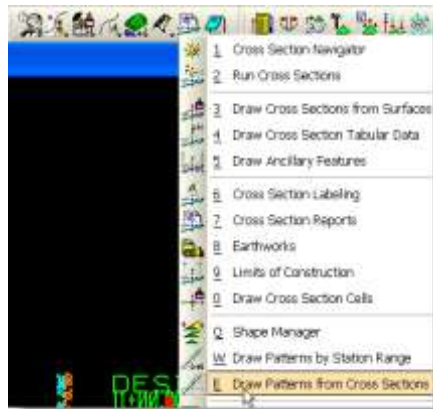 1 Cross Section Navigator
2 Run Cross Sections
3 Draw Cross Sections from Surfaces
4 Draw Cross Section Tabular Data
5 Draw Ancillary Features
6 Cross Section Labeling
7 Cross Section Reports
8 Earthworks
9 Limits of Construction
0 Draw Cross Section Cells
Q Shape Manager
W Draw Patterns by Station Range
E Draw Patterns from Cross Sections
DES